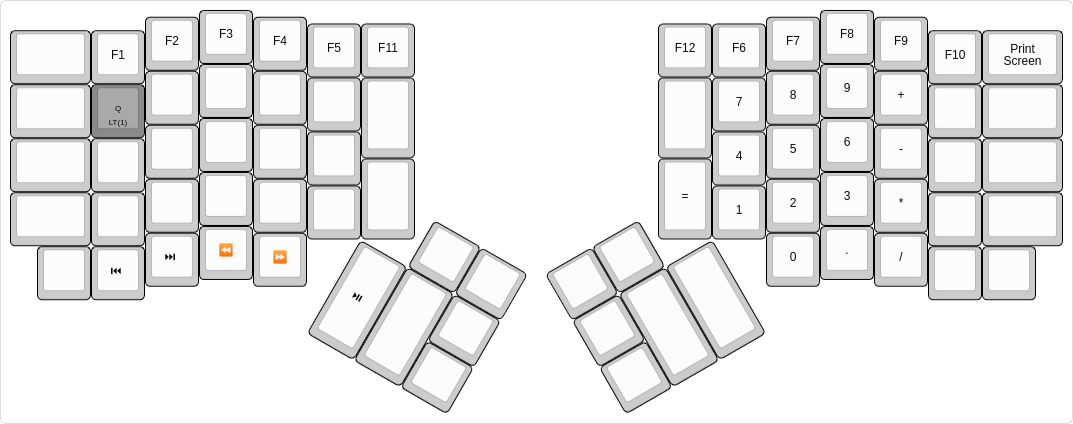 F1
F2
F3
F4
F5
F11
F12
F6
F7
F8
F9
F10
Print
Screen
Q
LT(1)
7
8
9
+
4
5
6
-
=
1
2
3
*
⏮
⏭
⏪
⏩
⏯
0
.
/